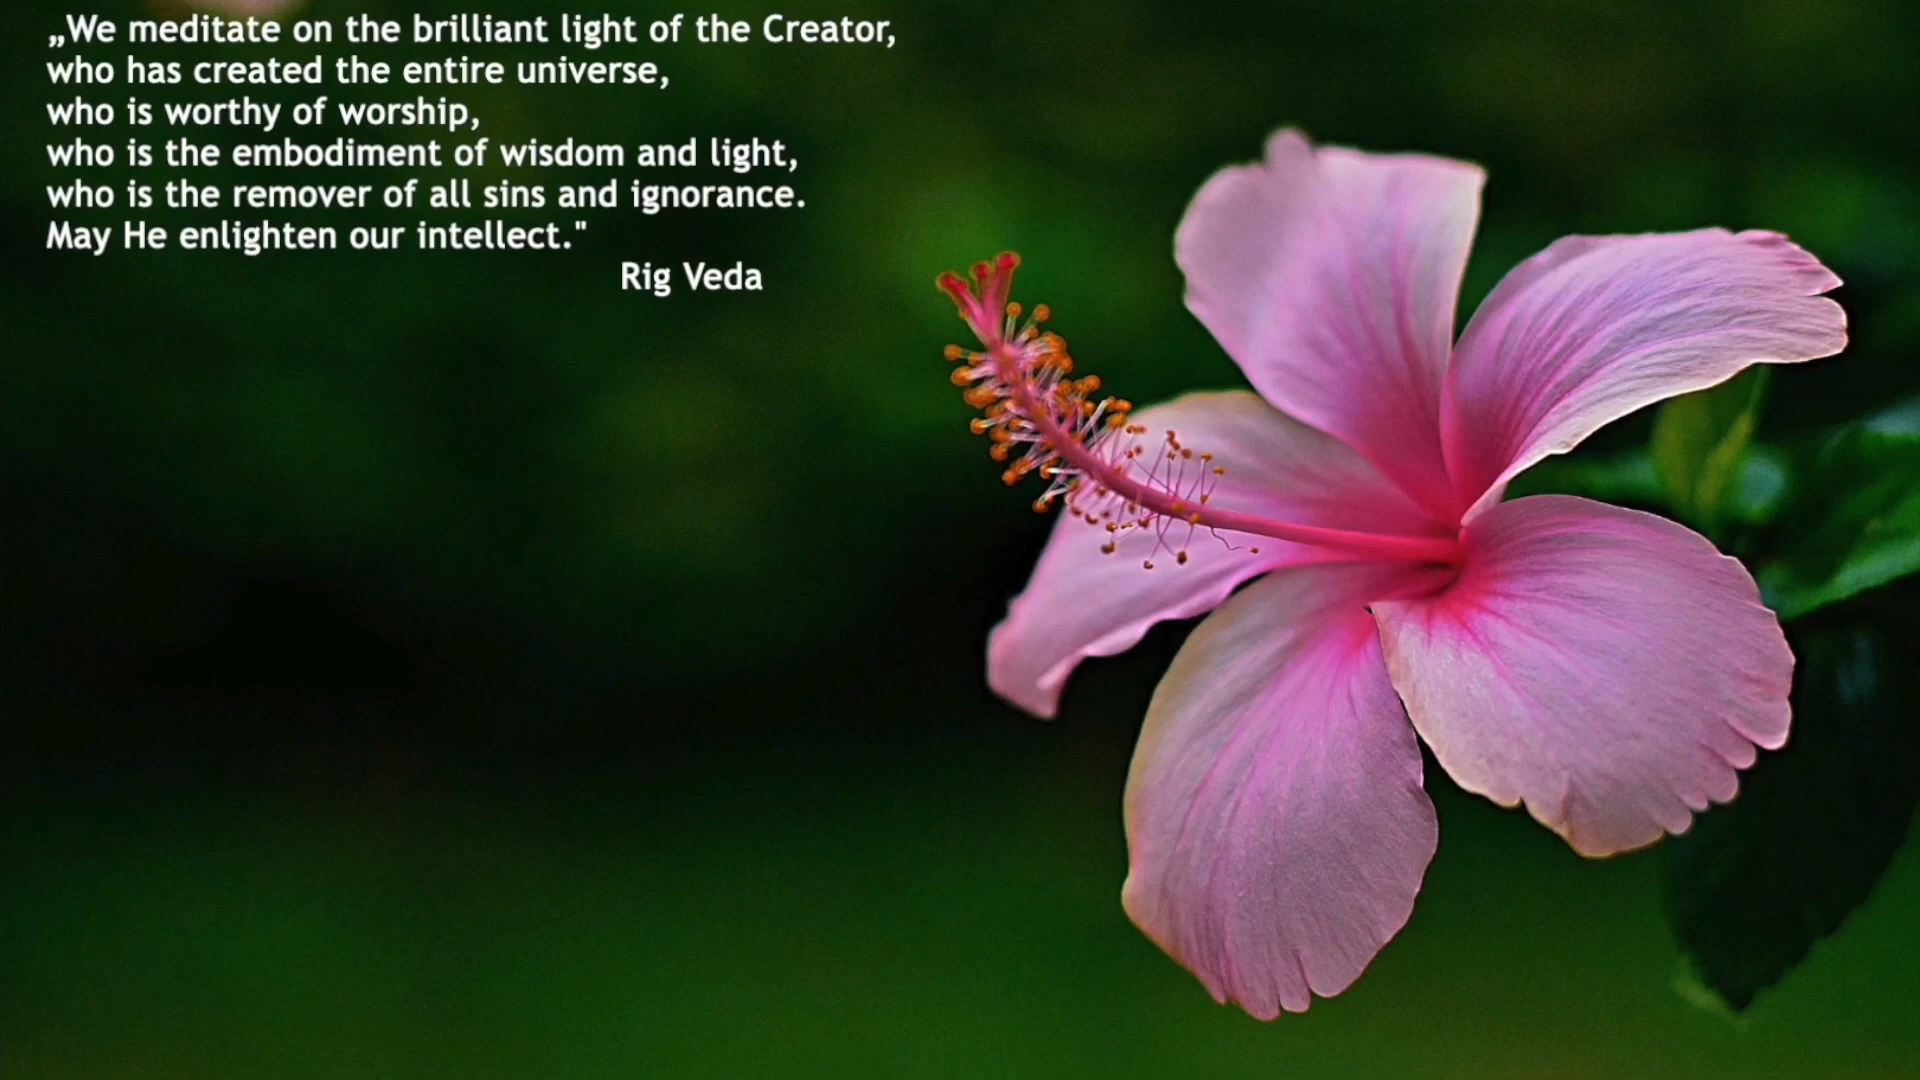 „We meditate on the brilliant light of the Creator,
who has created the entire universe,
who is worthy of worship,
who is the embodiment of wisdom and light,
who is the remover of all sins and ignorance.
May He enlighten our intellect."
Rig Veda